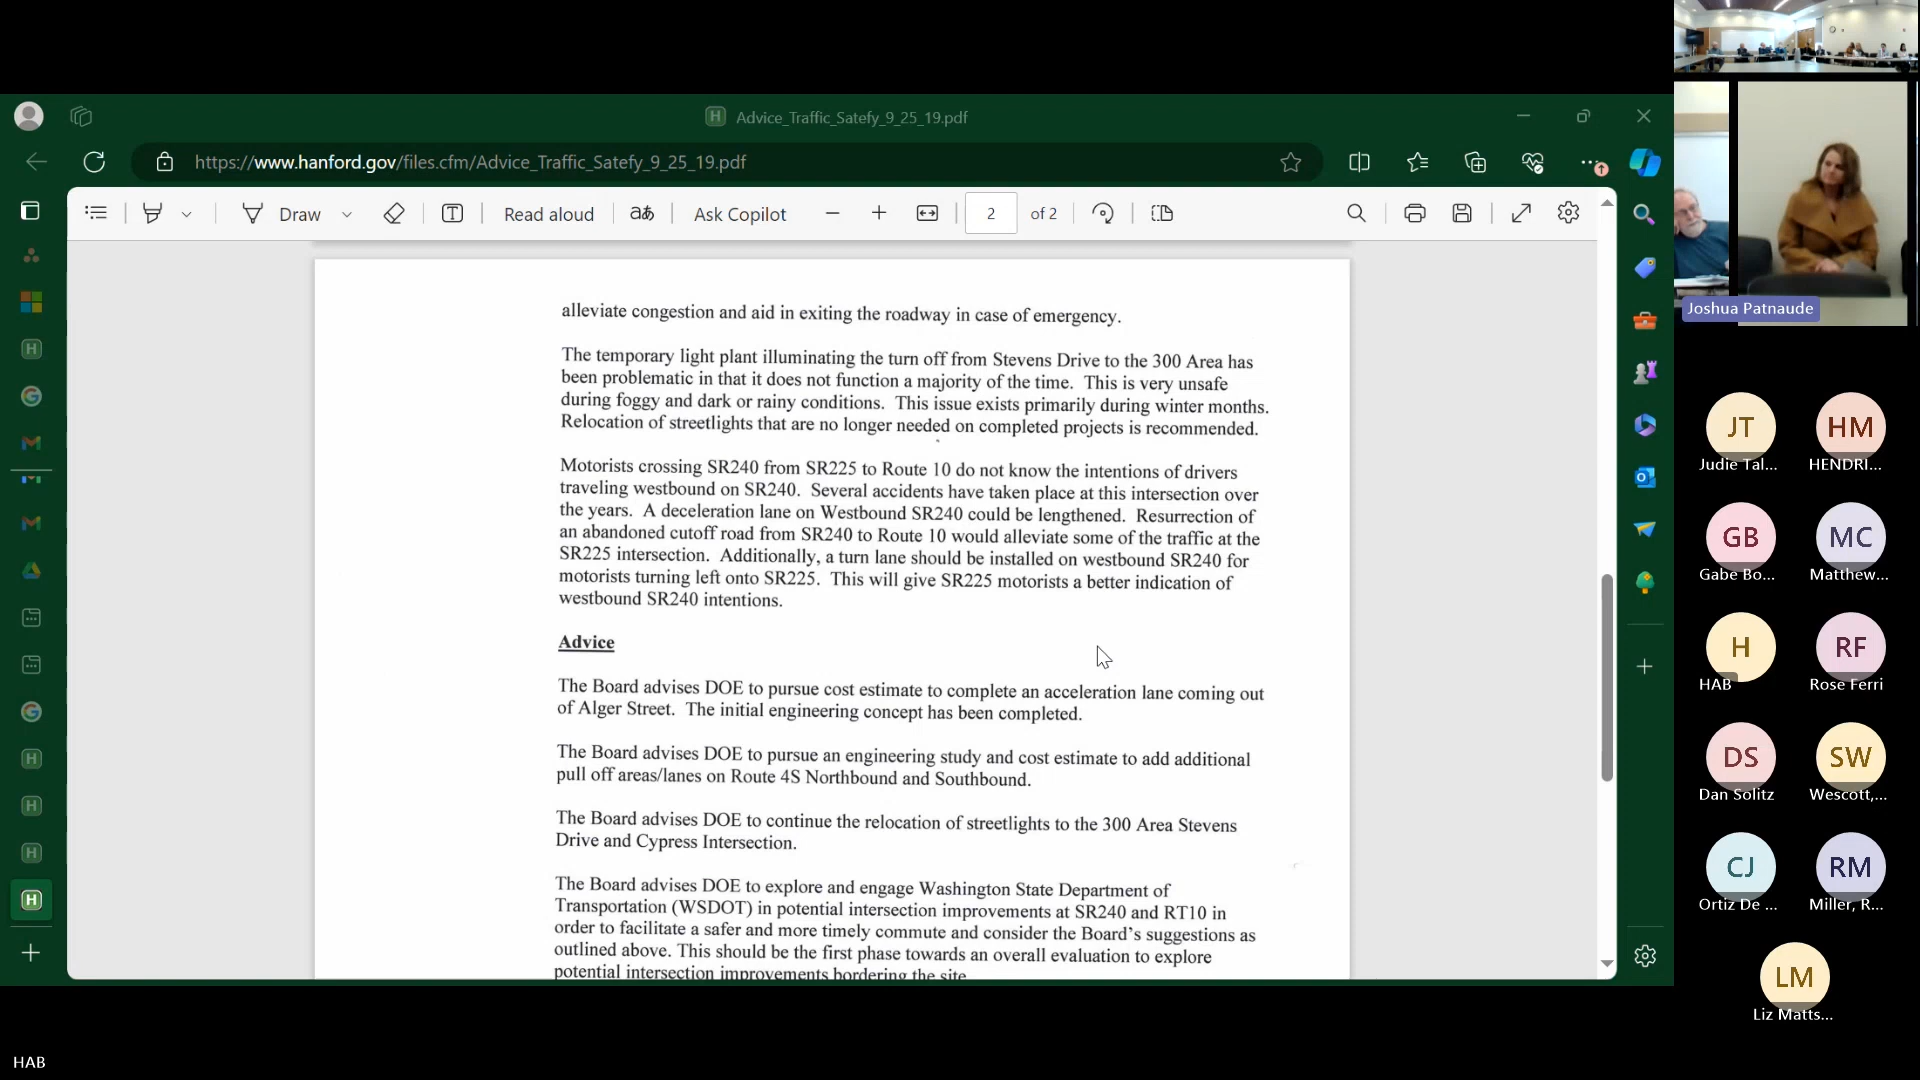 Advice_Traffic_Satefy_9_25_19.pdf
https://www.hanford.gov/files.cfm/Advice_Traffic_Satefy_9_25_19.pdf
Draw
Read aloud
Ask Copilot
2 of 2
alleviate congestion and aid in exiting the roadway in case of emergency.
The temporary light plant illuminating the turn off from Stevens Drive to the 300 Area has
been problematic in that it does not function a majority of the time. This is very unsafe
during foggy and dark or rainy conditions. This issue exists primarily during winter months.
Relocation of streetlights that are no longer needed on completed projects is recommended.
Motorists crossing SR240 from SR225 to Route 10 do not know the intentions of drivers
traveling westbound on SR240. Several accidents have taken place at this intersection over
the years. A deceleration lane on Westbound SR240 could be lengthened. Resurrection of
an abandoned cutoff road from SR240 to Route 10 would alleviate some of the traffic at the
SR225 intersection. Additionally, a turn lane should be installed on westbound SR240 for
motorists turning left onto SR225. This will give SR225 motorists a better indication of
westbound SR240 intentions.
Advice
The Board advises DOE to pursue cost estimate to complete an acceleration lane coming out
of Alger Street. The initial engineering concept has been completed.
The Board advises DOE to pursue an engineering study and cost estimate to add additional
pull off areas/lanes on Route 4S Northbound and Southbound.
The Board advises DOE to continue the relocation of streetlights to the 300 Area Stevens
Drive and Cypress Intersection.
The Board advises DOE to explore and engage Washington State Department of
Transportation (WSDOT) in potential intersection improvements at SR240 and RT10 in
order to facilitate a safer and more timely commute and consider the Board's suggestions as
outlined above. This should be the first phase towards an overall evaluation to explore
potential intersection improvements bordering the site.
Joshua Patnaude
JT
Judie Tal...
HM
HENDRI...
GB
Gabe Bo...
MC
Matthew...
H
HAB
RF
Rose Ferri
DS
Dan Solitz
SW
Wescott,...
CJ
Ortiz De ...
RM
Miller, R...
LM
Liz Matts...
HAB